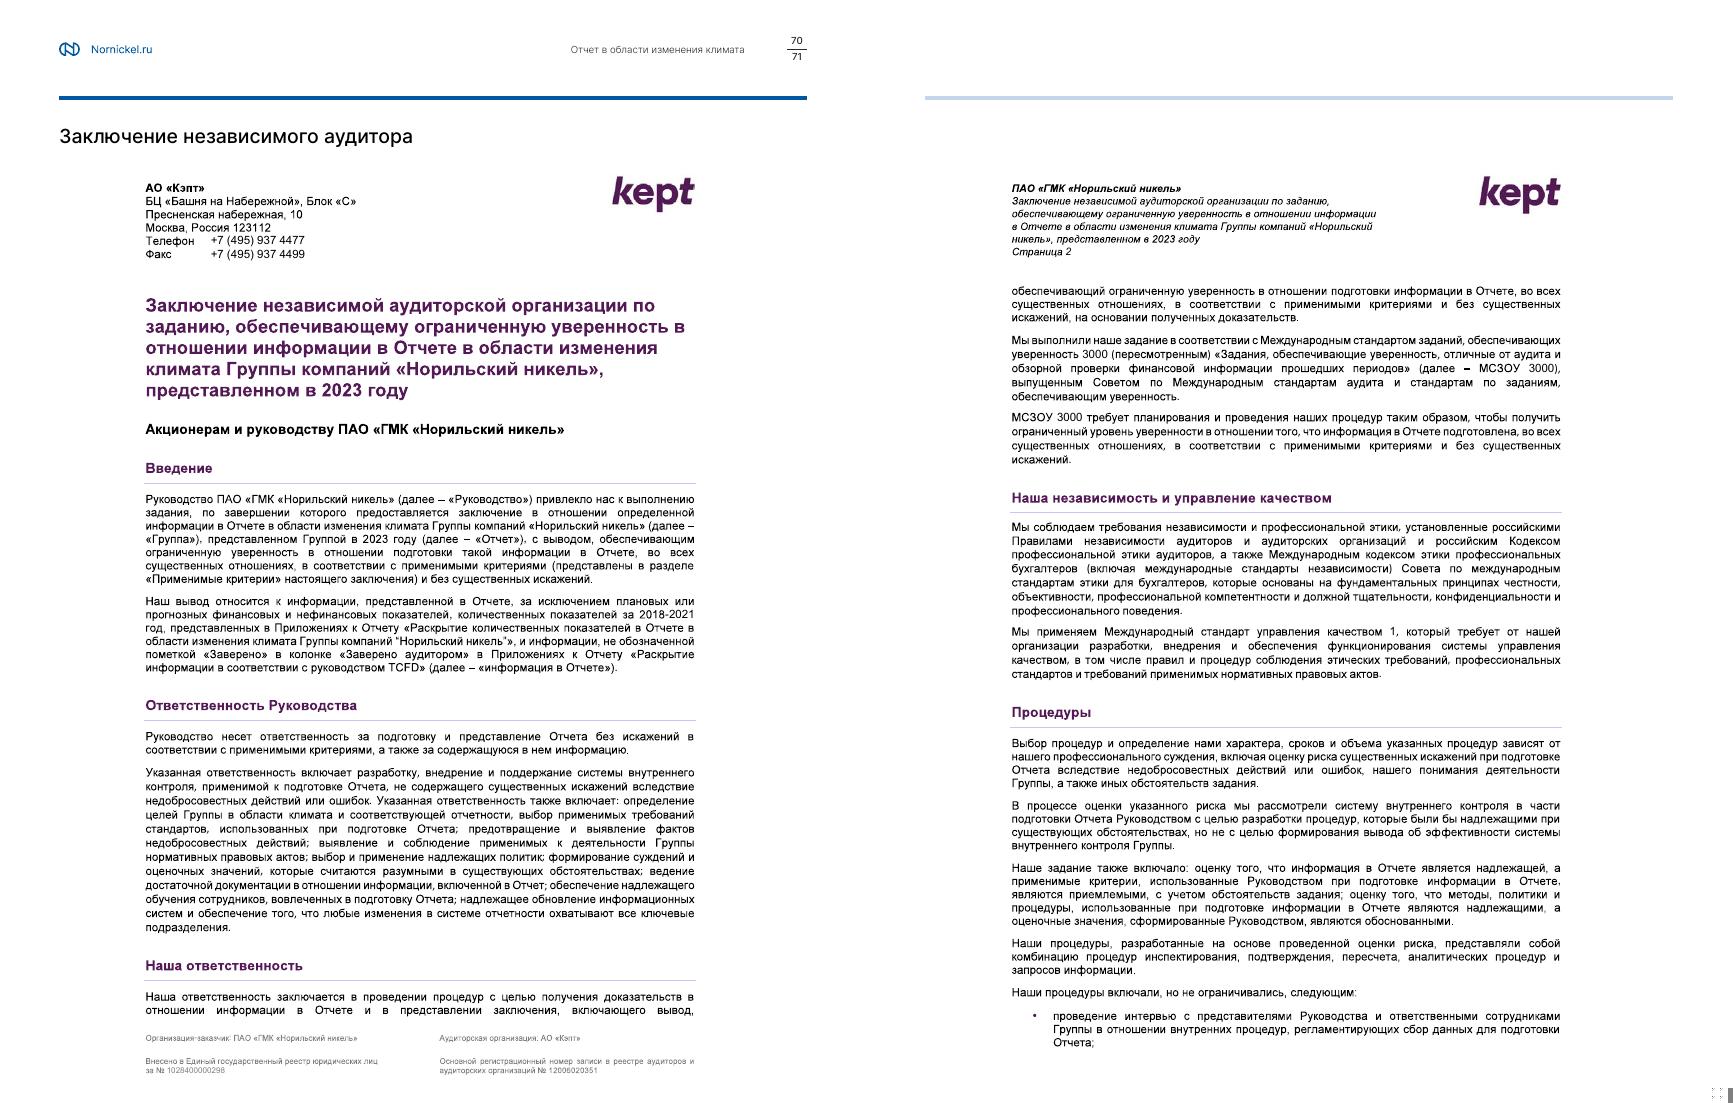 Nornickel.ru
Отчет в области изменения климата
70
71
Заключение независимого аудитора
АО «Кэпт»
БЦ «Башня на Набережной», Блок «С»
Пресненская набережная, 10
Москва, Россия 123112
Телефон +7 (495) 937 4477
Факс +7 (495) 937 4499
kept
Заключение независимой аудиторской организации по
заданию, обеспечивающему ограниченную уверенность в
отношении информации в Отчете в области изменения
климата Группы компаний «Норильский никель»,
представленном в 2023 году
Акционерам и руководству ПАО «ГМК «Норильский никель»
Введение
Руководство ПАО «ГМК «Норильский никель» (далее – «Руководство») привлекло нас к выполнению
задания, по завершении которого предоставляется заключение в отношении определенной
информации в Отчете в области изменения климата Группы компаний «Норильский никель» (далее –
«Группа»), представленном Группой в 2023 году (далее – «Отчет»), с выводом, обеспечивающим
ограниченную уверенность в отношении подготовки такой информации в Отчете, во всех
существенных отношениях, в соответствии с применимыми критериями (представлены в разделе
«Применимые критерии» настоящего заключения) и без существенных искажений.
Наш вывод относится к информации, представленной в Отчете, за исключением плановых или
прогнозных финансовых и нефинансовых показателей, количественных показателей за 2018-2021
год, представленных в Приложениях к Отчету «Раскрытие количественных показателей в Отчете в
области изменения климата Группы компаний "Норильский никель"», и информации, не обозначенной
пометкой «Заверено» в колонке «Заверено аудитором» в Приложениях к Отчету «Раскрытие
информации в соответствии с руководством TCFD» (далее – «информация в Отчете»).
Ответственность Руководства
Руководство несет ответственность за подготовку и представление Отчета без искажений в
соответствии с применимыми критериями, а также за содержащуюся в нем информацию.
Указанная ответственность включает разработку, внедрение и поддержание системы внутреннего
контроля, применимой к подготовке Отчета, не содержащего существенных искажений вследствие
недобросовестных действий или ошибок. Указанная ответственность также включает: определение
целей Группы в области климата и соответствующей отчетности, выбор применимых требований
стандартов, использованных при подготовке Отчета; предотвращение и выявление фактов
недобросовестных действий; выявление и соблюдение применимых к деятельности Группы
нормативных правовых актов; выбор и применение надлежащих политик; формирование суждений и
оценочных значений, которые считаются разумными в существующих обстоятельствах; ведение
достаточной документации в отношении информации, включенной в Отчет; обеспечение надлежащего
обучения сотрудников, вовлеченных в подготовку Отчета; надлежащее обновление информационных
систем и обеспечение того, что любые изменения в системе отчетности охватывают все ключевые
подразделения.
Наша ответственность
Наша ответственность заключается в проведении процедур с целью получения доказательств в
отношении информации в Отчете и в представлении заключения, включающего вывод,
Организация-заказчик: ПАО «ГМК «Норильский никель»
Внесено в Единый государственный реестр юридических лиц
за № 1028400000298
Аудиторская организация: АО «Кэпт»
Основной регистрационный номер записи в реестре аудиторов и
аудиторских организаций № 12006020351
ПАО «ГМК «Норильский никель»
Заключение независимой аудиторской организации по заданию,
обеспечивающему ограниченную уверенность в отношении информации
в Отчете в области изменения климата Группы компаний «Норильский
никель», представленном в 2023 году
Страница 2
kept
обеспечивающий ограниченную уверенность в отношении подготовки информации в Отчете, во всех
существенных отношениях, в соответствии с применимыми критериями и без существенных
искажений, на основании полученных доказательств.
Мы выполнили наше задание в соответствии с Международным стандартом заданий, обеспечивающих
уверенность 3000 (пересмотренным) «Задания, обеспечивающие уверенность, отличные от аудита и
обзорной проверки финансовой информации прошедших периодов» (далее – МСЗОУ 3000),
выпущенным Советом по Международным стандартам аудита и стандартам по заданиям,
обеспечивающим уверенность.
МСЗОУ 3000 требует планирования и проведения наших процедур таким образом, чтобы получить
ограниченный уровень уверенности в отношении того, что информация в Отчете подготовлена, во всех
существенных отношениях, в соответствии с применимыми критериями и без существенных
искажений.
Наша независимость и управление качеством
Мы соблюдаем требования независимости и профессиональной этики, установленные российскими
Правилами независимости аудиторов и аудиторских организаций и российским Кодексом
профессиональной этики аудиторов, а также Международным кодексом этики профессиональных
бухгалтеров (включая международные стандарты независимости) Совета по международным
стандартам этики для бухгалтеров, которые основаны на фундаментальных принципах честности,
объективности, профессиональной компетентности и должной тщательности, конфиденциальности и
профессионального поведения.
Мы применяем Международный стандарт управления качеством 1, который требует от нашей
организации разработки, внедрения и обеспечения функционирования системы управления
качеством, в том числе правил и процедур соблюдения этических требований, профессиональных
стандартов и требований применимых нормативных правовых актов.
Процедуры
Выбор процедур и определение нами характера, сроков и объема указанных процедур зависят от
нашего профессионального суждения, включая оценку риска существенных искажений при подготовке
Отчета вследствие недобросовестных действий или ошибок, нашего понимания деятельности
Группы, а также иных обстоятельств задания.
В процессе оценки указанного риска мы рассмотрели систему внутреннего контроля в части
подготовки Отчета Руководством с целью разработки процедур, которые были бы надлежащими при
существующих обстоятельствах, но не с целью формирования вывода об эффективности системы
внутреннего контроля Группы.
Наше задание также включало: оценку того, что информация в Отчете является надлежащей, а
применимые критерии, использованные Руководством при подготовке информации в Отчете,
являются приемлемыми, с учетом обстоятельств задания; оценку того, что методы, политики и
процедуры, использованные при подготовке информации в Отчете являются надлежащими, а
оценочные значения, сформированные Руководством, являются обоснованными.
Наши процедуры, разработанные на основе проведенной оценки риска, представляли собой
комбинацию процедур инспектирования, подтверждения, пересчета, аналитических процедур и
запросов информации.
Наши процедуры включали, но не ограничивались, следующим:
• проведение интервью с представителями Руководства и ответственными сотрудниками
Группы в отношении внутренних процедур, регламентирующих сбор данных для подготовки
Отчета;